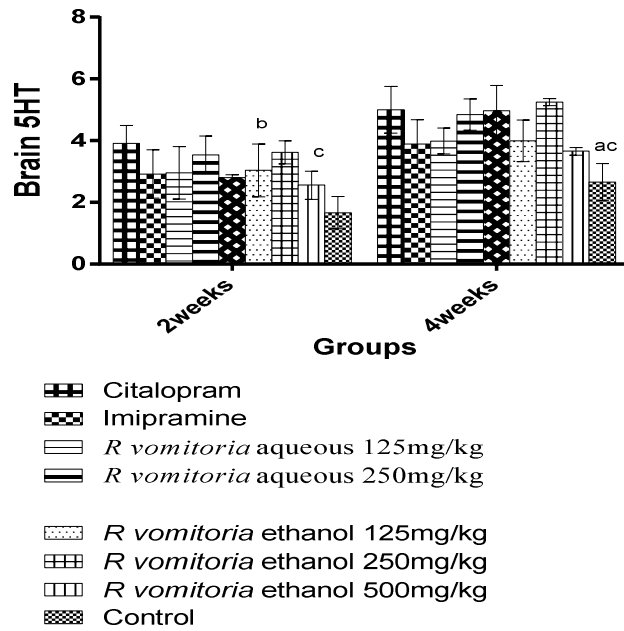 8
6
4
2
0
Brain 5HT
b
c
ac
2weeks
4weeks
Groups
Citalopram
Imipramine
R vomitoria aqueous 125mg/kg
R vomitoria aqueous 250mg/kg
R vomitoria ethanol 125mg/kg
R vomitoria ethanol 250mg/kg
R vomitoria ethanol 500mg/kg
Control